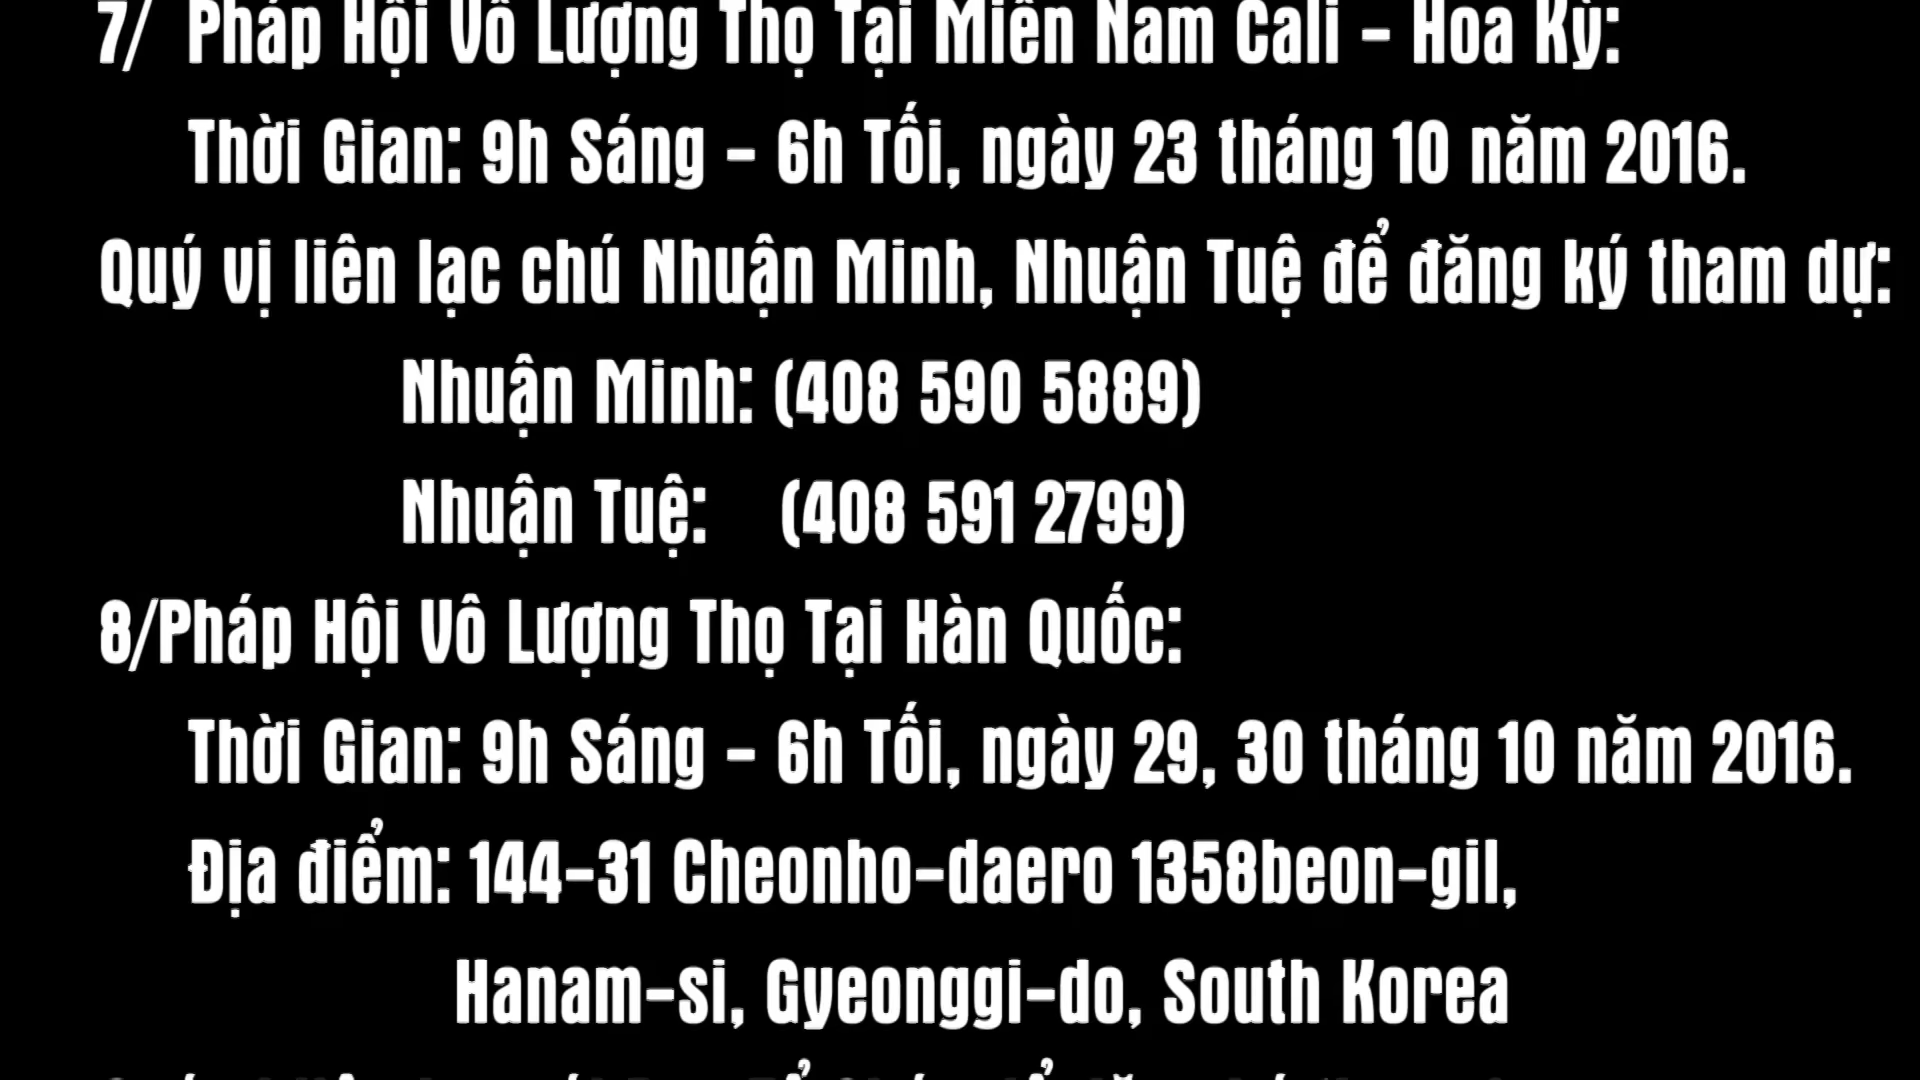 7/ Pháp Hội Vô Lượng Thọ Tại Miền Nam Cali - Hoa Kỳ:
Thời Gian: 9h Sáng - 6h Tối, ngày 23 tháng 10 năm 2016.
Quý vị liên lạc chú Nhuận Minh, Nhuận Tuệ để đăng ký tham dự:
Nhuận Minh: (408 590 5889)
Nhuận Tuệ: (408 591 2799)
8/Pháp Hội Vô Lượng Thọ Tại Hàn Quốc:
Thời Gian: 9h Sáng - 6h Tối, ngày 29, 30 tháng 10 năm 2016.
Địa điểm: 144-31 Cheonho-daero 1358beon-gil,
Hanam-si, Gyeonggi-do, South Korea